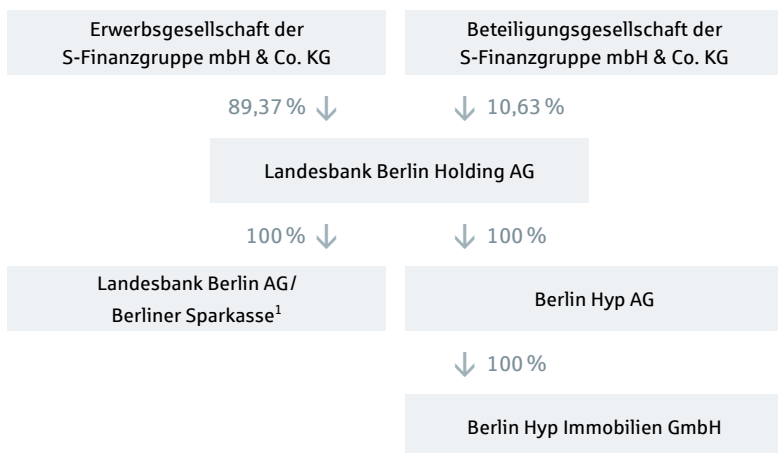 Erwerbsgesellschaft der
S-Finanzgruppe mbH & Co. KG
Beteiligungsgesellschaft der
S-Finanzgruppe mbH & Co. KG
89,37 %
10,63 %
Landesbank Berlin Holding AG
100 %
100 %
Landesbank Berlin AG/
Berliner Sparkasse¹
Berlin Hyp AG
100 %
Berlin Hyp Immobilien GmbH